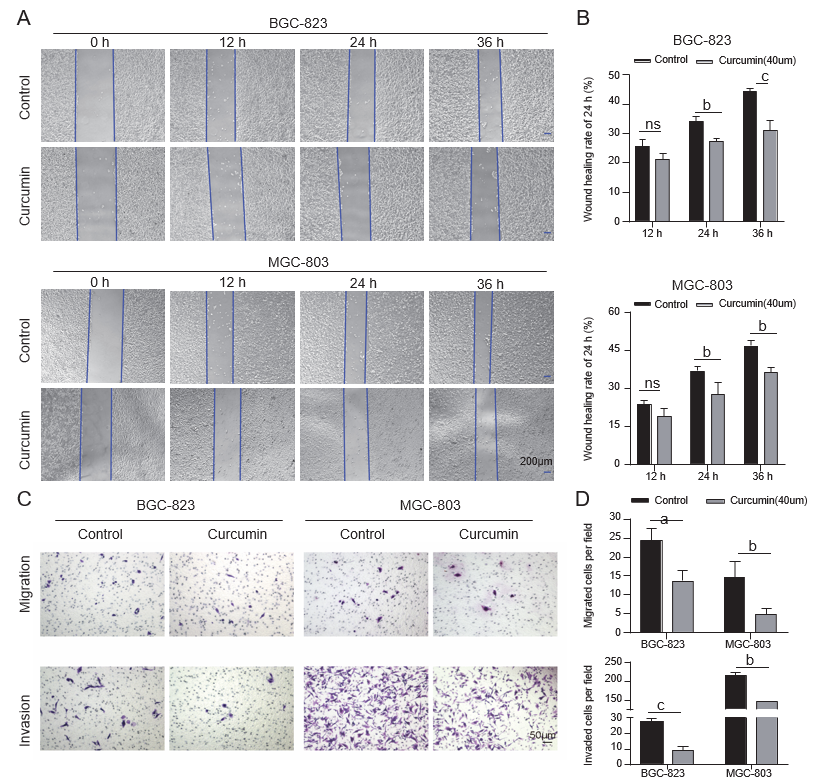 A
BGC-823
0 h
12 h
24 h
36 h
Control
Curcumin
MGC-803
0 h
12 h
24 h
36 h
Control
Curcumin
200μm
B
BGC-823
Control
Curcumin(40um)
Wound healing rate of 24 h (%)
50
40
30
20
10
0
ns
b
c
12 h
24 h
36 h
MGC-803
Control
Curcumin(40um)
Wound healing rate of 24 h (%)
60
45
30
15
0
ns
b
b
12 h
24 h
36 h
C
BGC-823
MGC-803
Control
Curcumin
Control
Curcumin
Migration
Invasion
50μm
D
Control
Curcumin(40um)
Migrated cells per field
30
25
20
15
10
5
0
a
b
BGC-823
MGC-803
Invaded cells per field
250
200
150
30
20
10
0
c
b
BGC-823
MGC-803